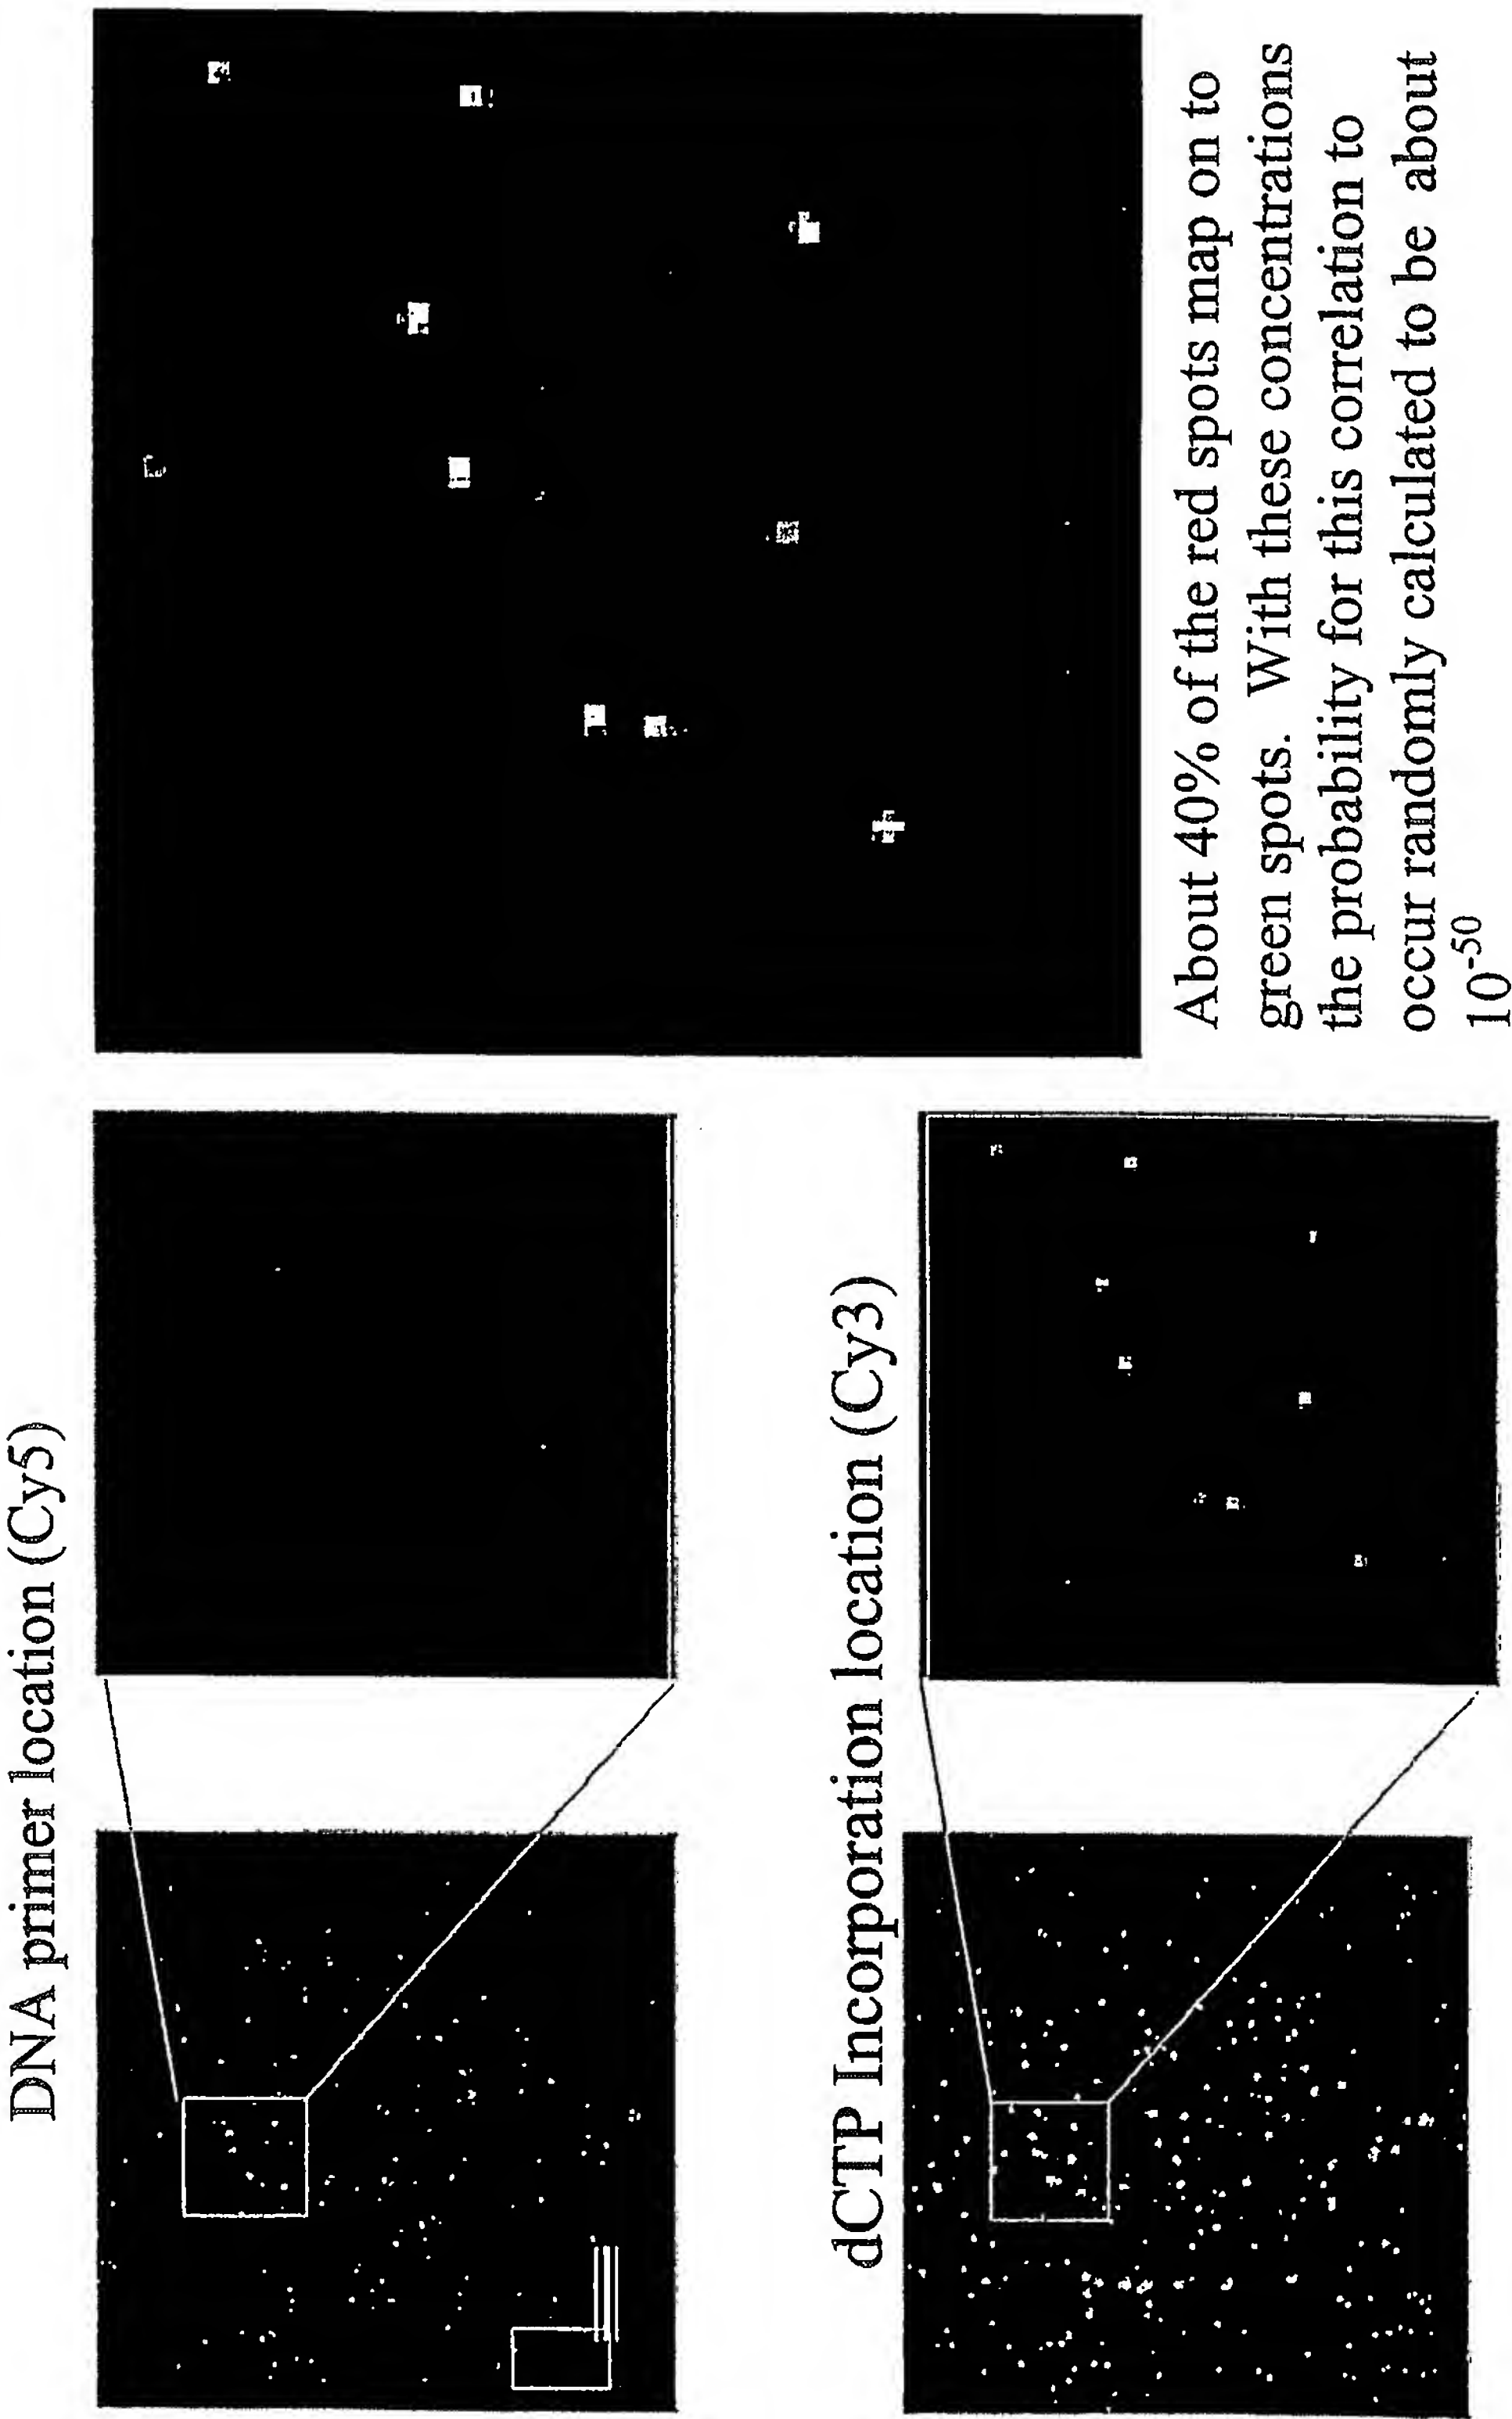 DNA primer location (Cy5)
dCTP Incorporation location (Cy3)
About 40% of the red spots map on to
green spots. With these concentrations
the probability for this correlation to
occur randomly calculated to be about
10⁻⁵⁰